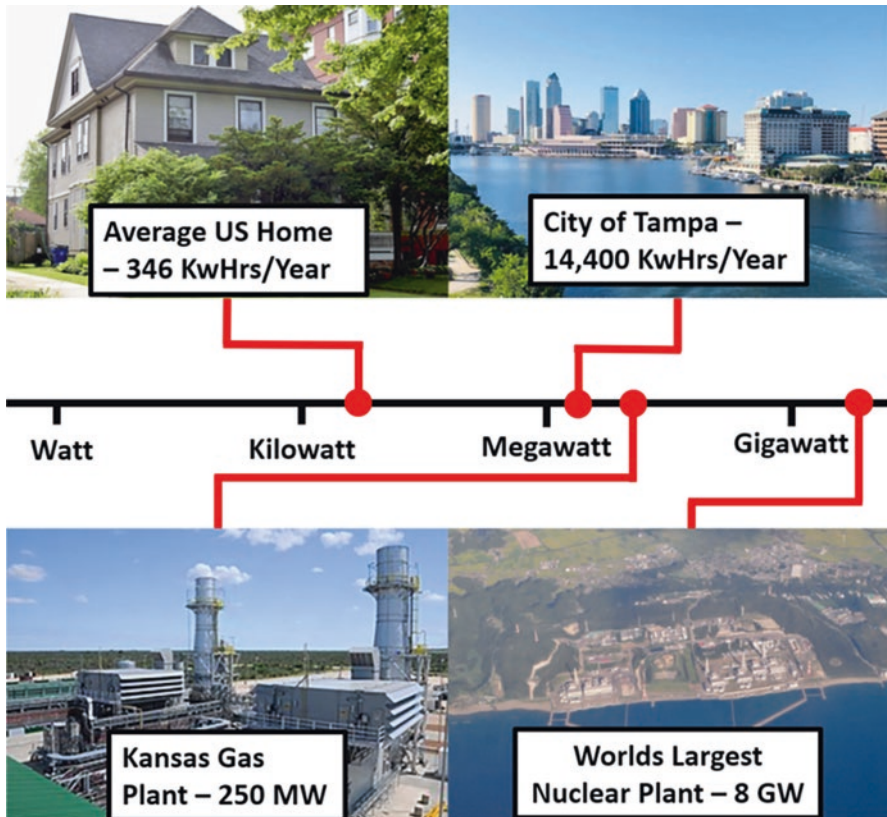 Average US Home
– 346 KwHrs/Year
City of Tampa –
14,400 KwHrs/Year
Watt
Kilowatt
Megawatt
Gigawatt
Kansas Gas
Plant – 250 MW
Worlds Largest
Nuclear Plant – 8 GW